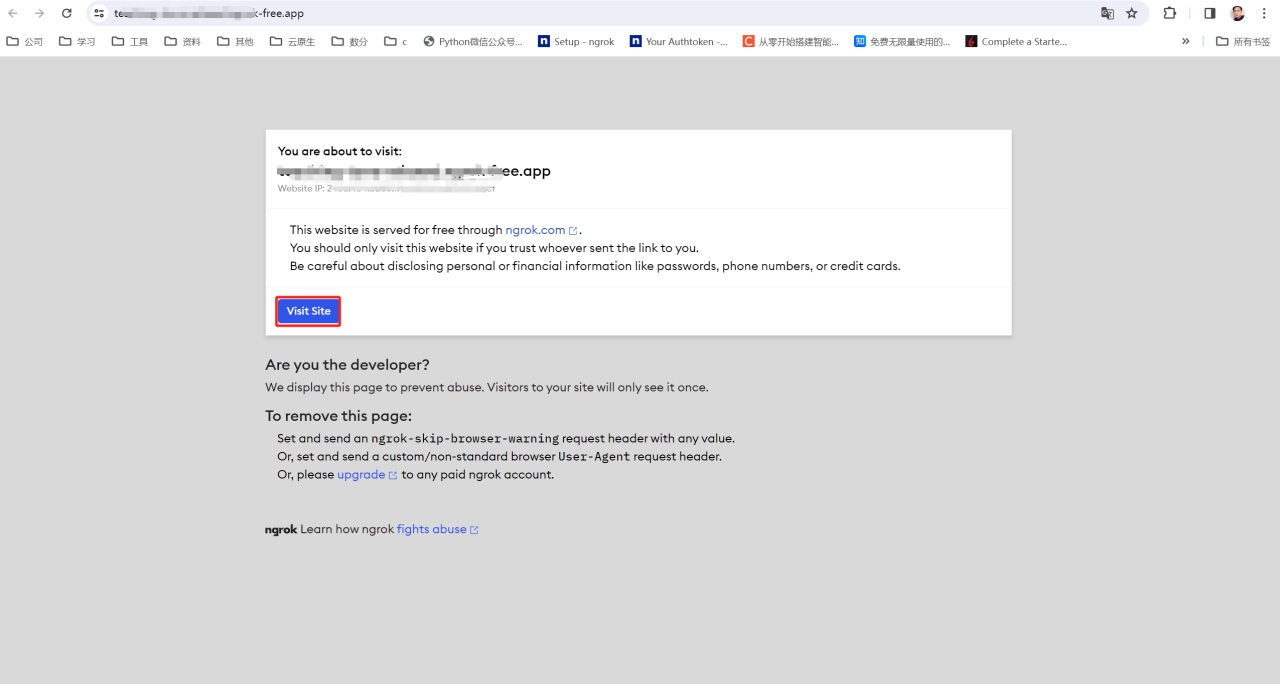 -free.app
公司 学习 工具 资料 其他 云原生 数分 c Python微信公众号... Setup - ngrok Your Authtoken -... 从零开始搭建智能... 免费无限量使用的... Complete a Starte... » 所有书签
You are about to visit:
free.app
Website IP:
This website is served for free through ngrok.com.
You should only visit this website if you trust whoever sent the link to you.
Be careful about disclosing personal or financial information like passwords, phone numbers, or credit cards.
Visit Site
Are you the developer?
We display this page to prevent abuse. Visitors to your site will only see it once.
To remove this page:
Set and send an ngrok-skip-browser-warning request header with any value.
Or, set and send a custom/non-standard browser User-Agent request header.
Or, please upgrade to any paid ngrok account.
ngrok Learn how ngrok fights abuse